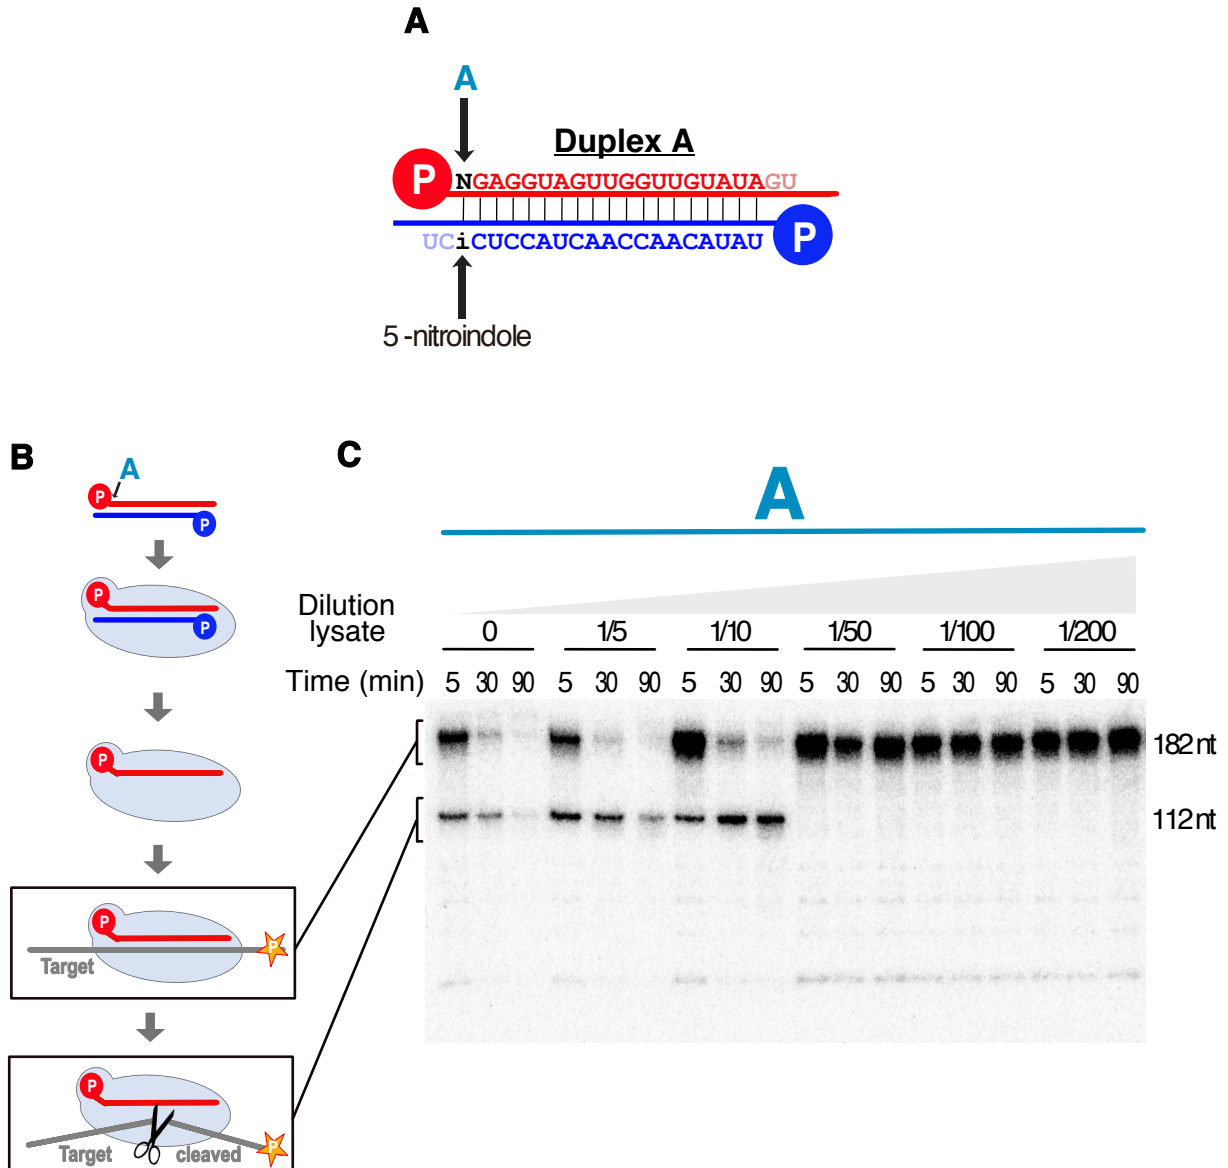 A
A
Duplex A
P
NGAGGUAGUUGGUUGUAUAGU
UCiCUCCAUCAACCAACAUAU
P
5-nitroindole
B
A
P
P
P
P
P
P
P
Target
P
P
Target cleaved
C
A
Dilution
lysate
0 1/5 1/10 1/50 1/100 1/200
Time (min) 5 30 90 5 30 90 5 30 90 5 30 90 5 30 90 5 30 90
182nt
112nt